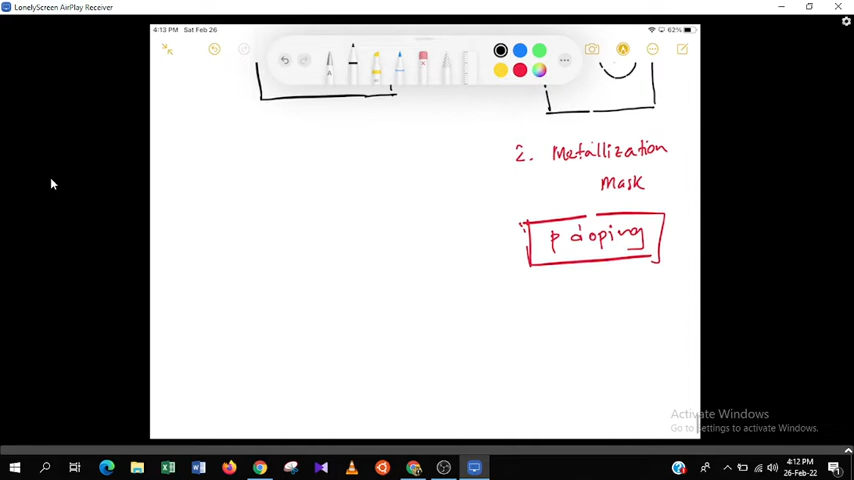 LonelyScreen AirPlay Receiver
4:13 PM Sat Feb 26
62%
A
2. Metallization
Mask
p doping
Activate Windows
Go to Settings to activate Windows.
4:12 PM
26-Feb-22
1